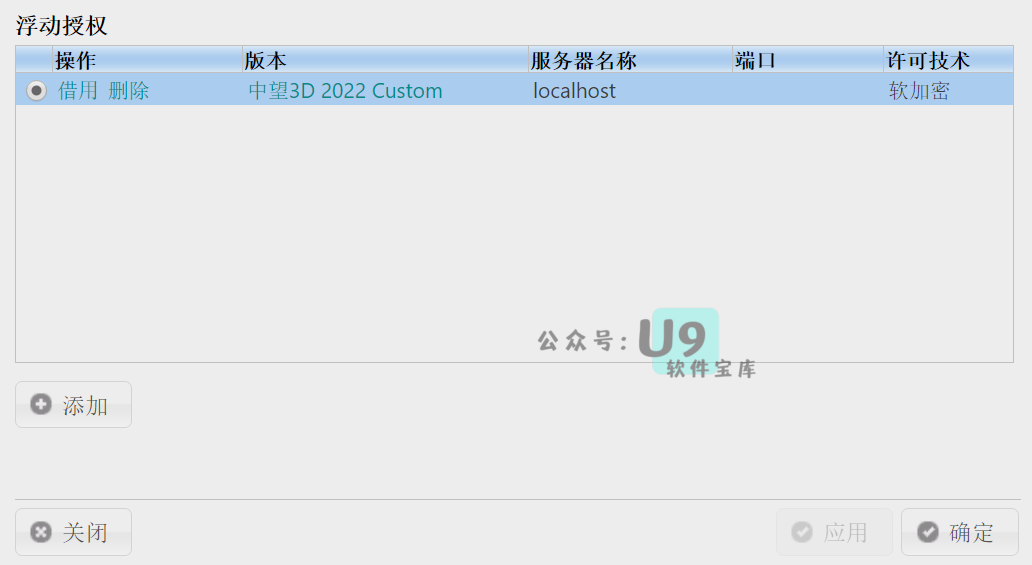 浮动授权
操作 版本 服务器名称 端口 许可技术
借用 删除 中望3D 2022 Custom localhost 软加密
公众号：U9
软件宝库
添加
关闭 应用 确定